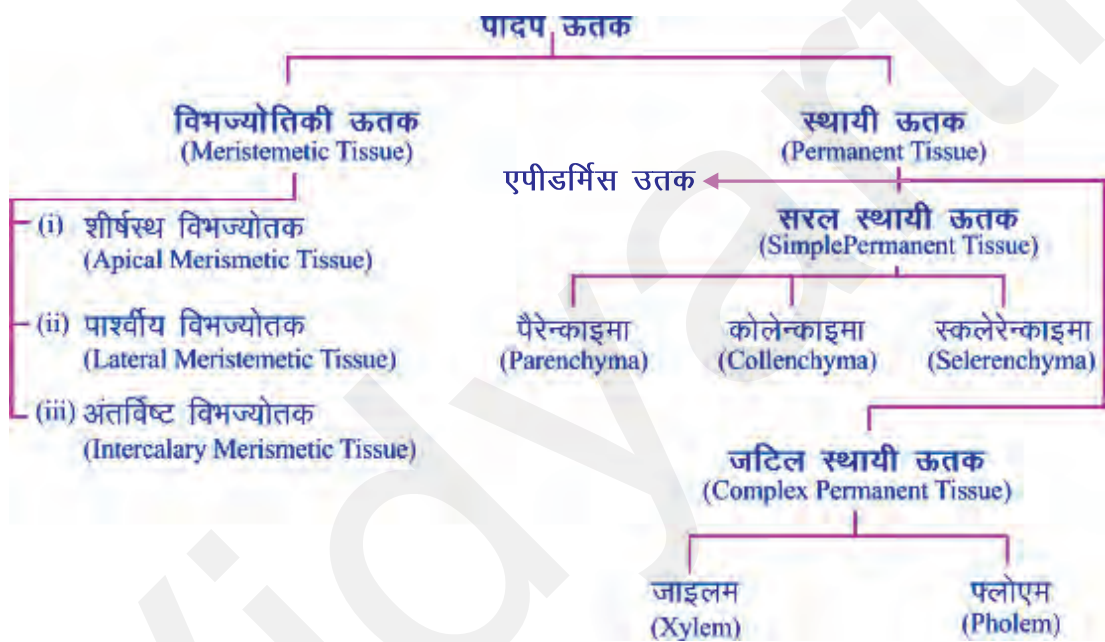 पादप ऊतक
विभज्योतिकी ऊतक
(Meristemetic Tissue)
(i) शीर्षस्थ विभज्योतक
(Apical Merismetic Tissue)
(ii) पार्श्वीय विभज्योतक
(Lateral Meristemetic Tissue)
(iii) अंतर्विष्ट विभज्योतक
(Intercalary Merismetic Tissue)
स्थायी ऊतक
(Permanent Tissue)
एपीडर्मिस उतक
सरल स्थायी ऊतक
(SimplePermanent Tissue)
पैरेन्काइमा
(Parenchyma)
कोलेन्काइमा
(Collenchyma)
स्कलेरेन्काइमा
(Selerenchyma)
जटिल स्थायी ऊतक
(Complex Permanent Tissue)
जाइलम
(Xylem)
फ्लोएम
(Pholem)